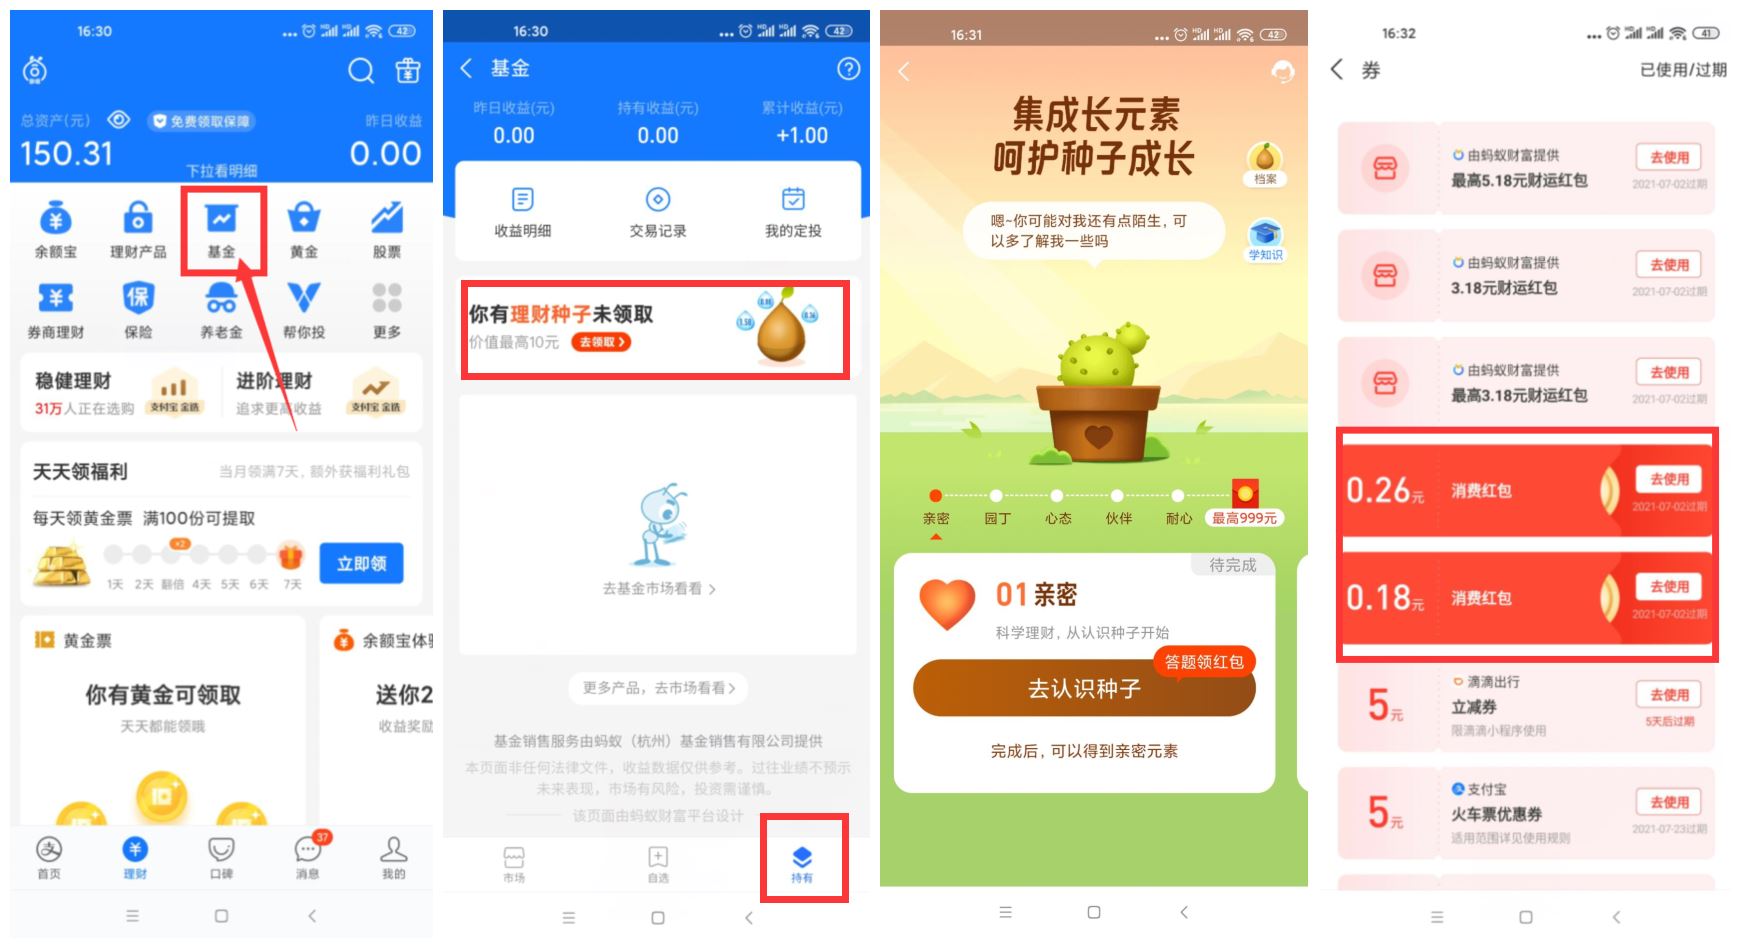 16:30
42
总资产(元)
免费领取保障
昨日收益
150.31
下拉看明细
0.00
余额宝
理财产品
基金
黄金
股票
券商理财
保
保险
养老金
帮你投
更多
稳健理财
31万人正在选购
支付宝 金选
进阶理财
追求更高收益
支付宝 金选
天天领福利
当月领满7天，额外获福利礼包
每天领黄金票 满100份可提取
×2
1天
2天
翻倍
4天
5天
6天
7天
立即领
黄金票
你有黄金可领取
天天都能领哦
余额宝体
送你2
收益奖励
首页
理财
口碑
37
消息
我的
16:30
42
基金
昨日收益(元)
持有收益(元)
累计收益(元)
0.00
0.00
+1.00
收益明细
交易记录
我的定投
你有理财种子未领取
价值最高10元
去领取
去基金市场看看
更多产品，去市场看看
基金销售服务由蚂蚁（杭州）基金销售有限公司提供
本页面非任何法律文件，收益数据仅供参考。过往业绩不预示
未来表现，市场有风险，投资需谨慎。
该页面由蚂蚁财富平台设计
市场
自选
持有
16:31
42
集成长元素
呵护种子成长
档案
嗯~你可能对我还有点陌生，可
以多了解我一些吗
学知识
亲密
园丁
心态
伙伴
耐心
最高999元
待完成
01 亲密
科学理财，从认识种子开始
答题领红包
去认识种子
完成后，可以得到亲密元素
16:32
41
券
已使用/过期
由蚂蚁财富提供
最高5.18元财运红包
去使用
2021-07-02过期
由蚂蚁财富提供
3.18元财运红包
去使用
2021-07-02过期
由蚂蚁财富提供
最高3.18元财运红包
去使用
2021-07-02过期
0.26元
消费红包
去使用
2021-07-02过期
0.18元
消费红包
去使用
2021-07-02过期
5元
滴滴出行
立减券
限滴滴小程序使用
去使用
5天后过期
5元
支付宝
火车票优惠券
适用范围详见使用规则
去使用
2021-07-23过期